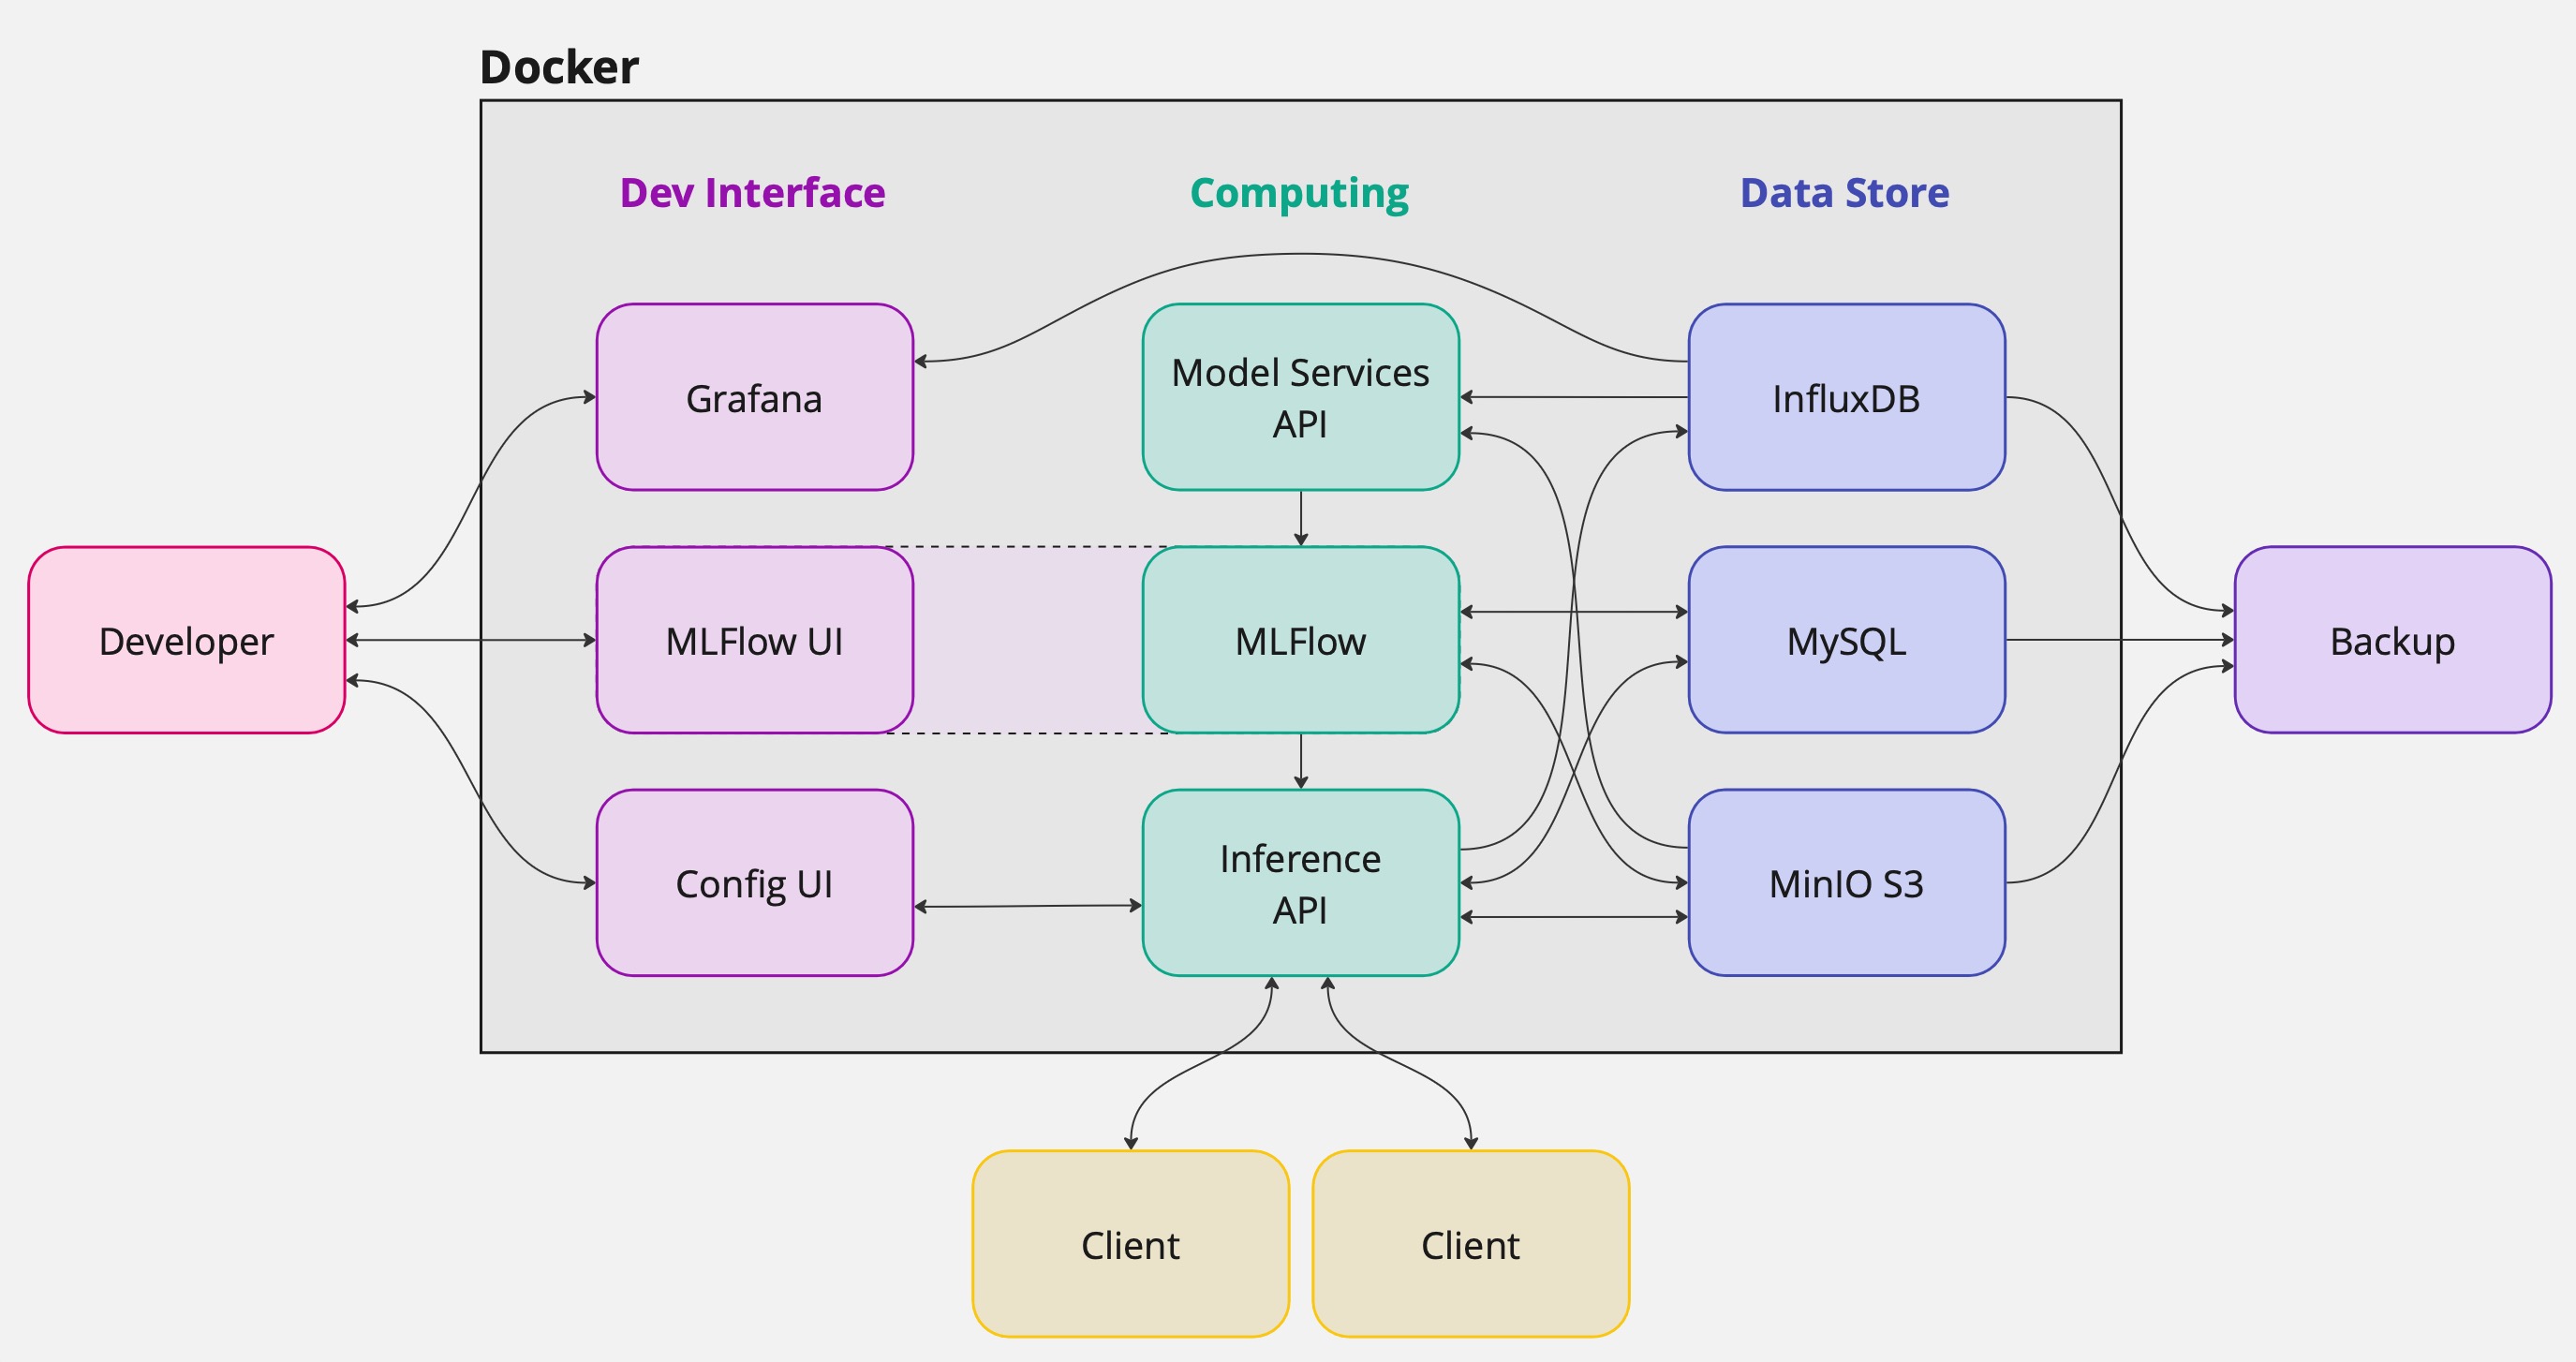 Docker
Dev Interface
Computing
Data Store
Grafana
Model Services
API
InfluxDB
Developer
MLFlow UI
MLFlow
MySQL
Backup
Config UI
Inference
API
MinIO S3
Client
Client